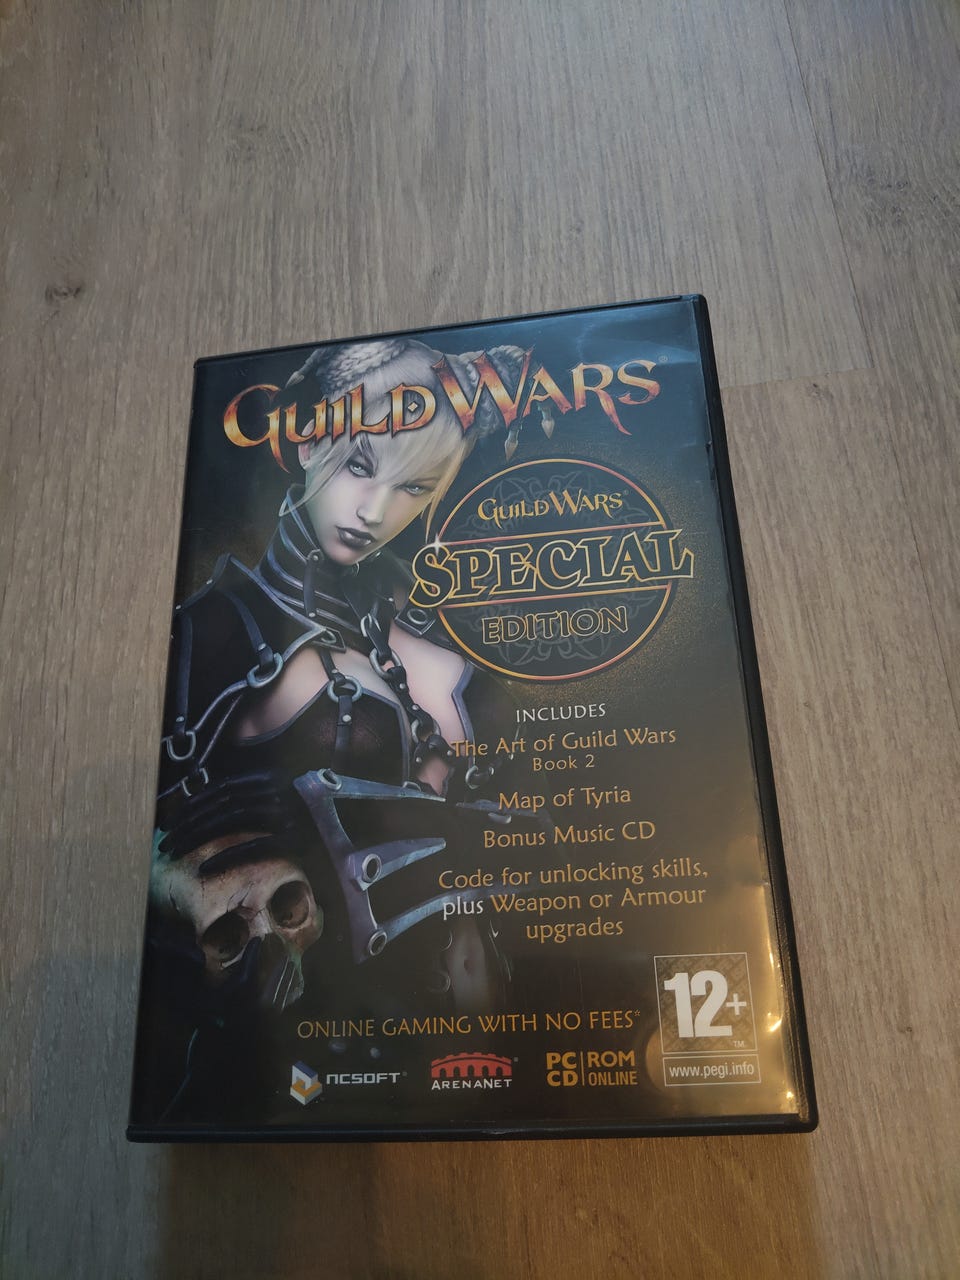 GUILD WARS®
GUILD WARS®
SPECIAL
EDITION
INCLUDES
The Art of Guild Wars
Book 2
Map of Tyria
Bonus Music CD
Code for unlocking skills,
plus Weapon or Armour
upgrades
12+
TM
www.pegi.info
ONLINE GAMING WITH NO FEES*
NCSOFT®
ARENANET®
PC CD
ROM ONLINE